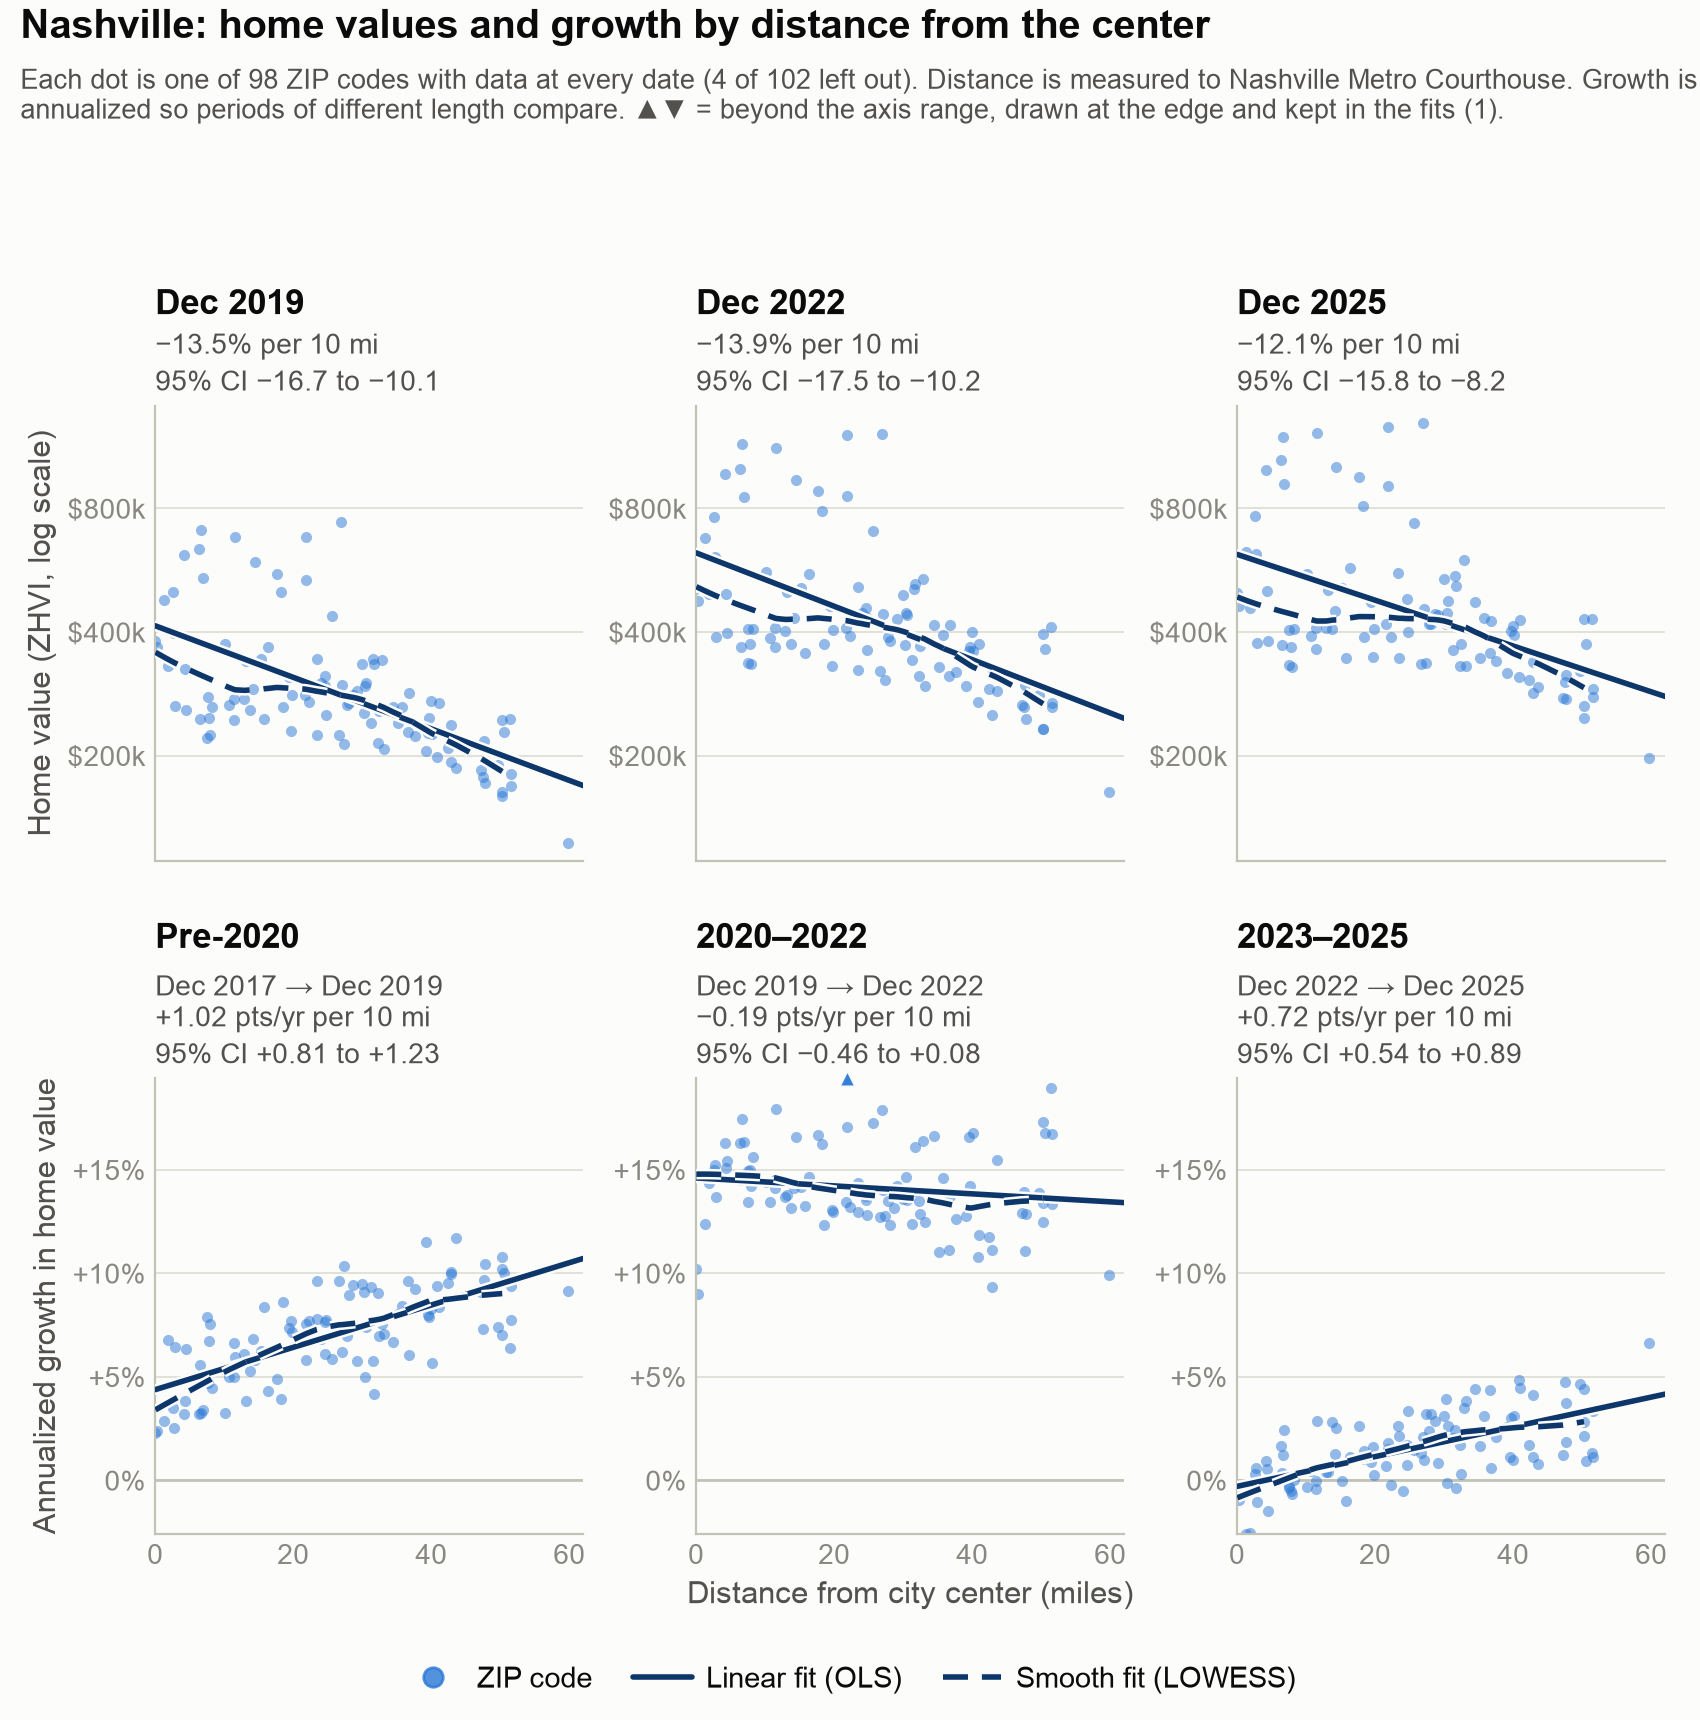 Nashville: home values and growth by distance from the center
Each dot is one of 98 ZIP codes with data at every date (4 of 102 left out). Distance is measured to Nashville Metro Courthouse. Growth is
annualized so periods of different length compare. ▲▼ = beyond the axis range, drawn at the edge and kept in the fits (1).
Dec 2019
−13.5% per 10 mi
95% CI −16.7 to −10.1
Dec 2022
−13.9% per 10 mi
95% CI −17.5 to −10.2
Dec 2025
−12.1% per 10 mi
95% CI −15.8 to −8.2
Home value (ZHVI, log scale)
$800k
$400k
$200k
$800k
$400k
$200k
$800k
$400k
$200k
Pre-2020
Dec 2017 → Dec 2019
+1.02 pts/yr per 10 mi
95% CI +0.81 to +1.23
2020–2022
Dec 2019 → Dec 2022
−0.19 pts/yr per 10 mi
95% CI −0.46 to +0.08
2023–2025
Dec 2022 → Dec 2025
+0.72 pts/yr per 10 mi
95% CI +0.54 to +0.89
Annualized growth in home value
+15%
+10%
+5%
0%
+15%
+10%
+5%
0%
+15%
+10%
+5%
0%
0 20 40 60
0 20 40 60
0 20 40 60
Distance from city center (miles)
ZIP code
Linear fit (OLS)
Smooth fit (LOWESS)